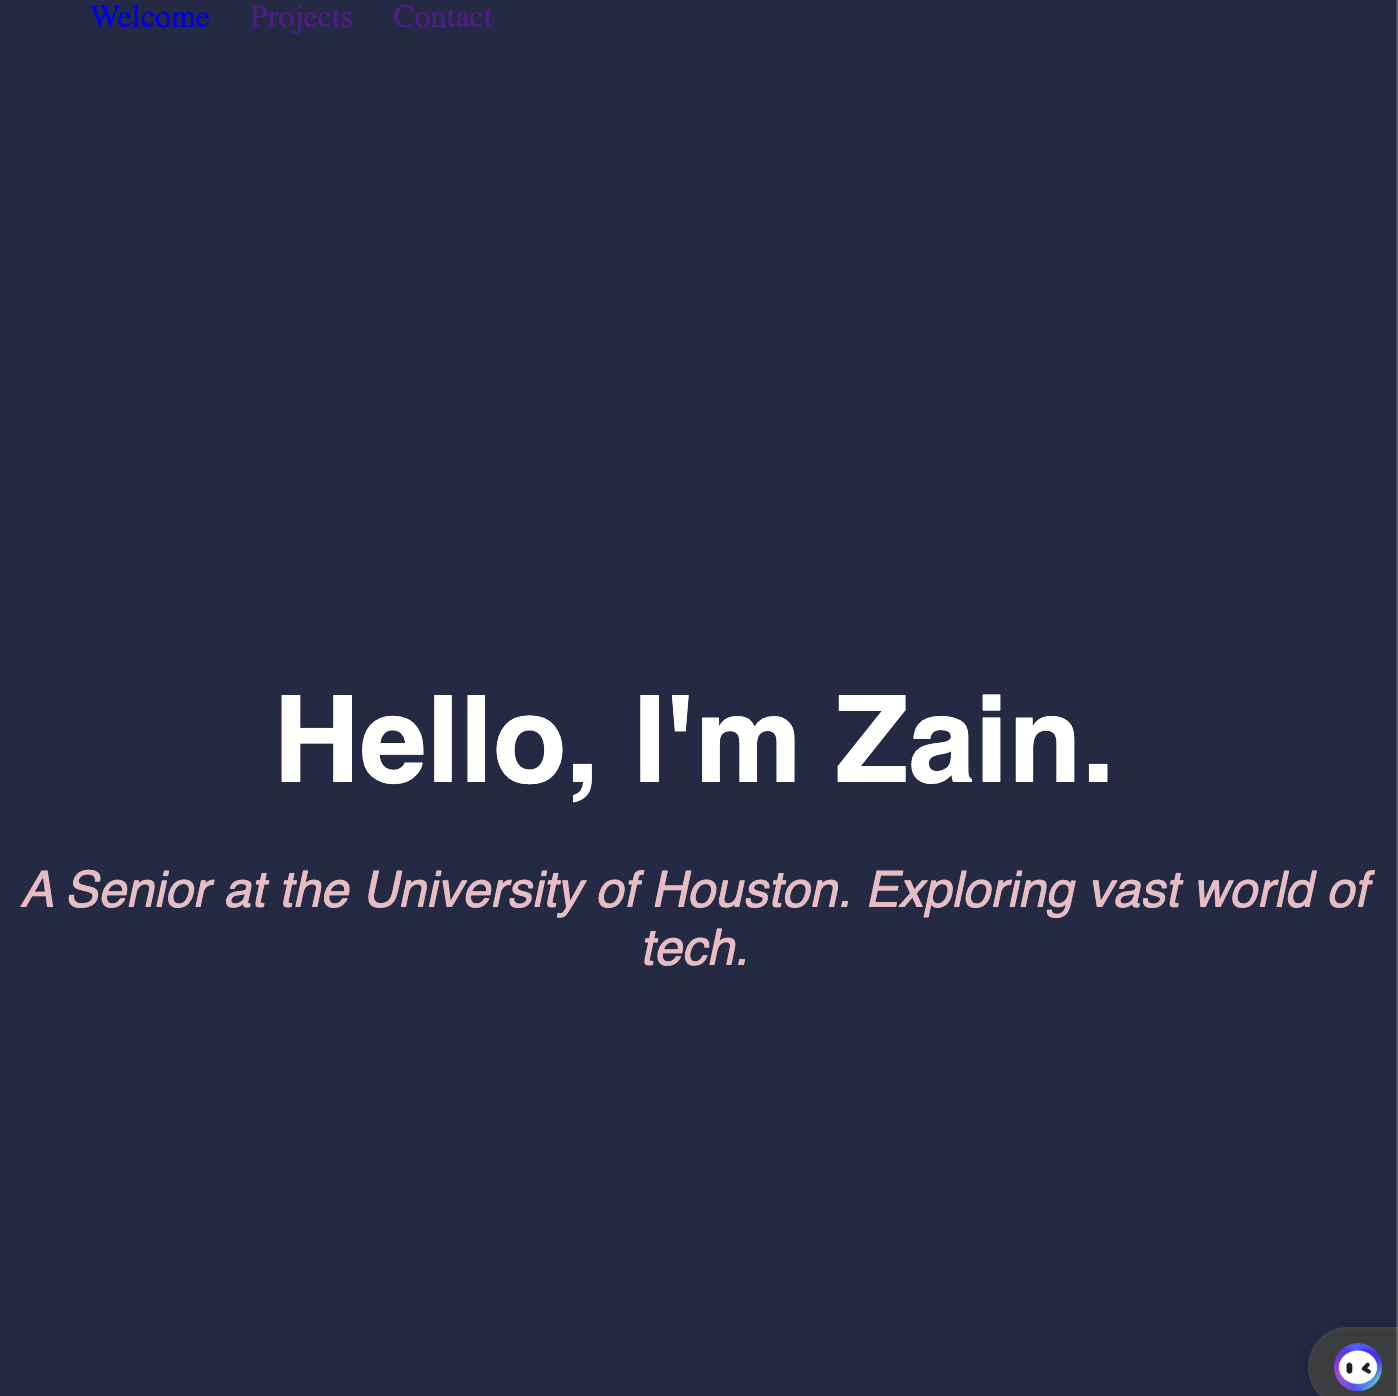 Welcome Projects Contact
Hello, I'm Zain.
A Senior at the University of Houston. Exploring vast world of
tech.